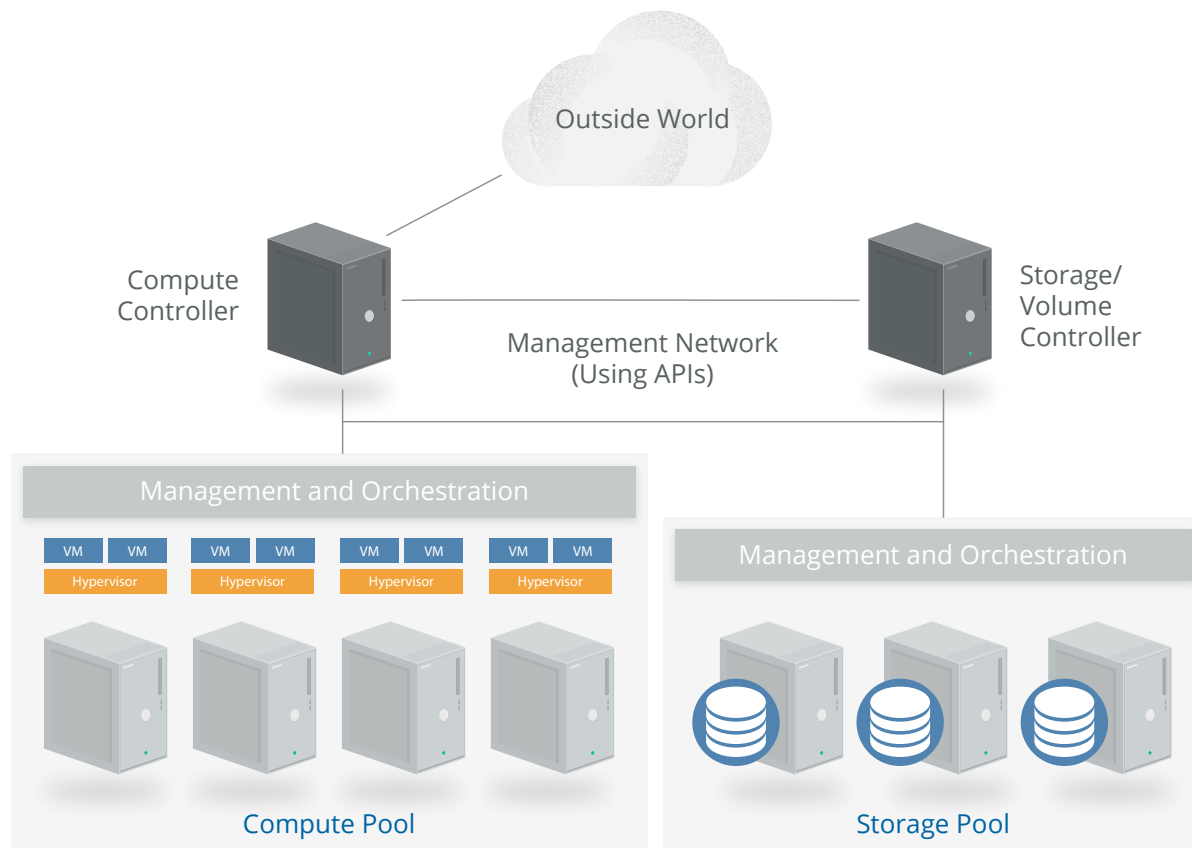 Outside World
Compute
Controller
Storage/
Volume
Controller
Management Network
(Using APIs)
Management and Orchestration
VM VM VM VM VM VM VM VM
Hypervisor Hypervisor Hypervisor Hypervisor
Compute Pool
Management and Orchestration
Storage Pool